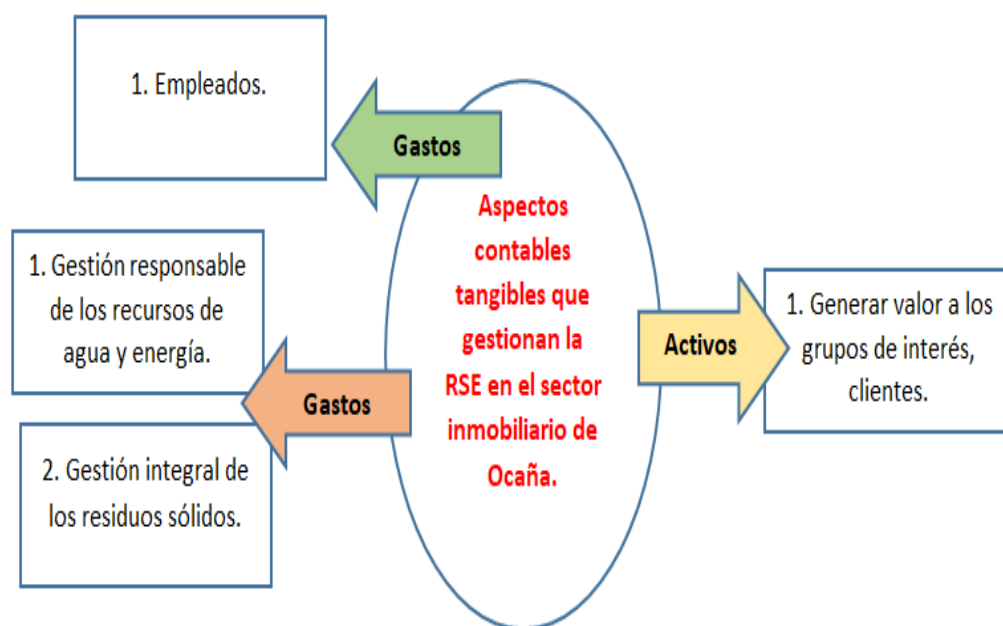 1. Empleados.
Gastos
Aspectos
contables
tangibles que
gestionan la
RSE en el sector
inmobiliario de
Ocaña.
1. Gestión responsable
de los recursos de
agua y energía.
Gastos
2. Gestión integral de
los residuos sólidos.
Activos
1. Generar valor a los
grupos de interés,
clientes.